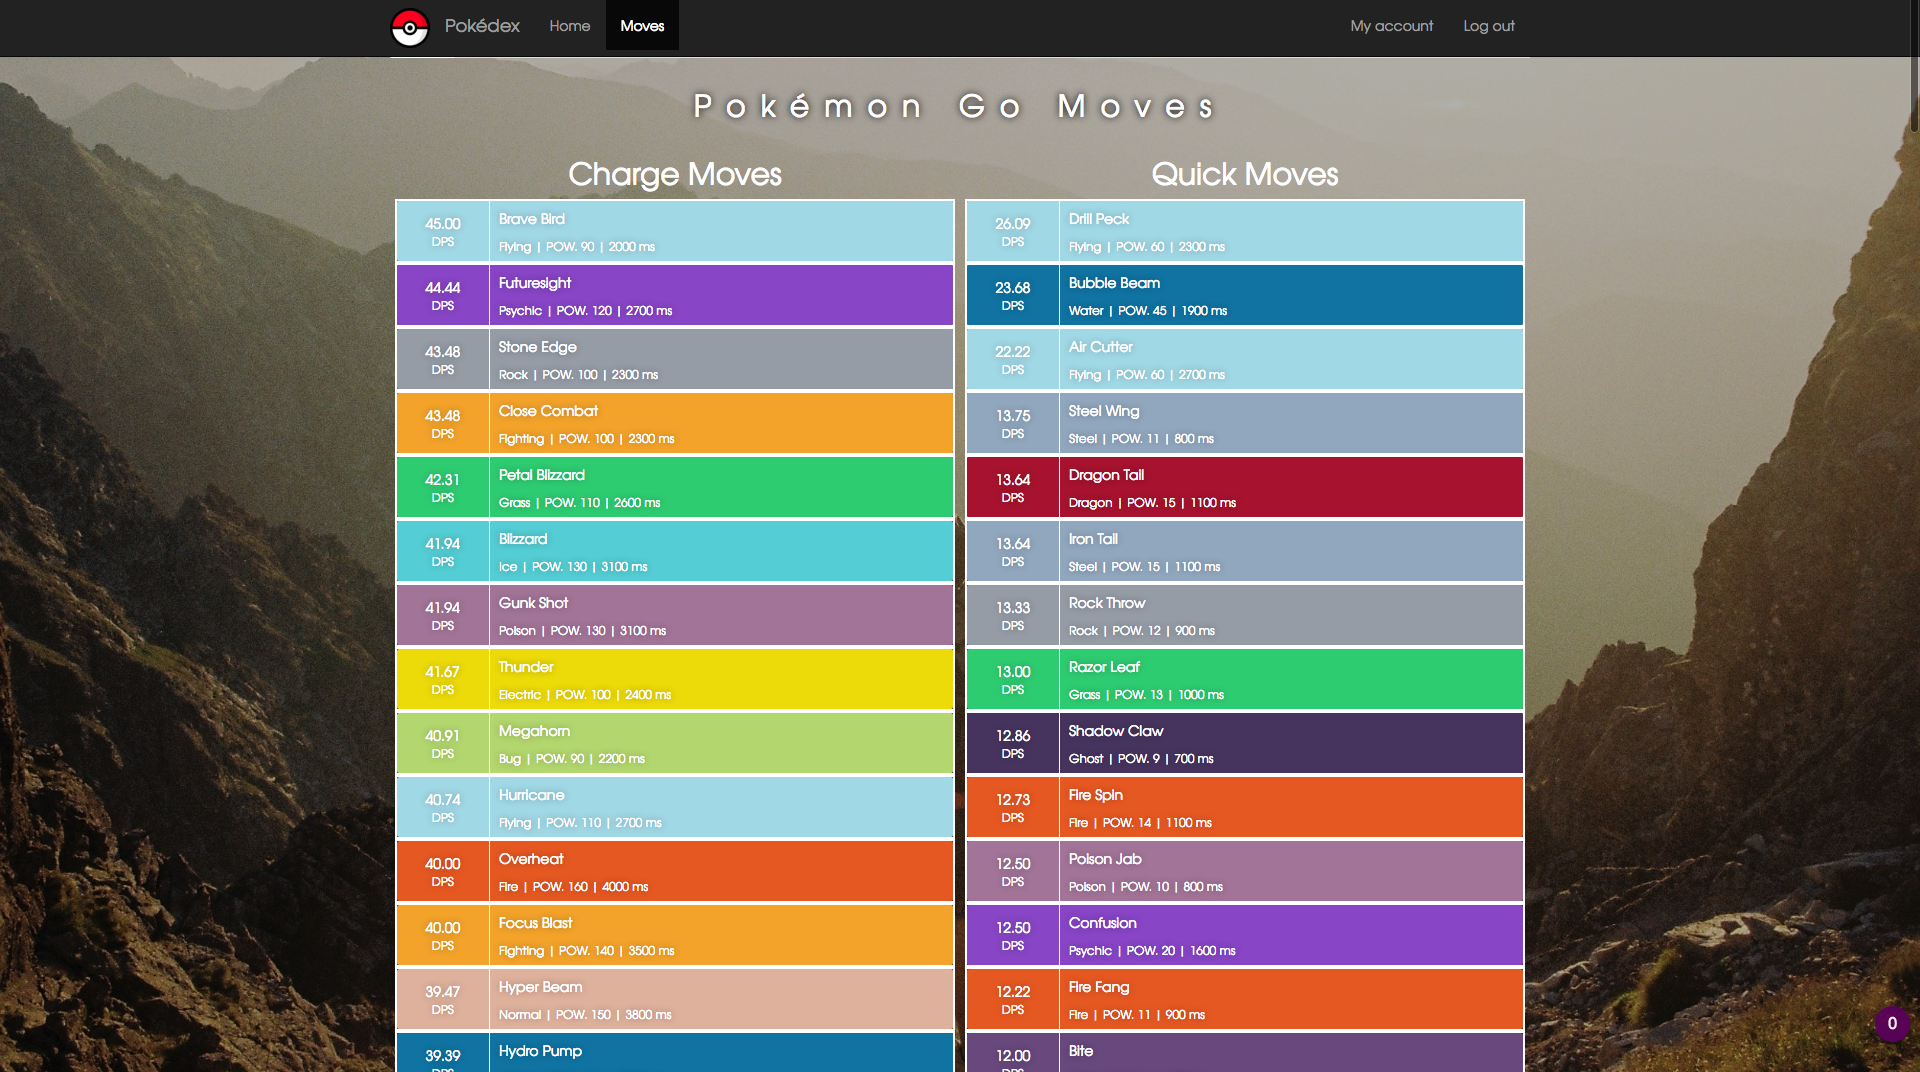 Pokédex Home Moves My account Log out
Pokémon Go Moves
Charge Moves
45.00 DPS
Brave Bird
Flying | POW. 90 | 2000 ms
44.44 DPS
Futuresight
Psychic | POW. 120 | 2700 ms
43.48 DPS
Stone Edge
Rock | POW. 100 | 2300 ms
43.48 DPS
Close Combat
Fighting | POW. 100 | 2300 ms
42.31 DPS
Petal Blizzard
Grass | POW. 110 | 2600 ms
41.94 DPS
Blizzard
Ice | POW. 130 | 3100 ms
41.94 DPS
Gunk Shot
Poison | POW. 130 | 3100 ms
41.67 DPS
Thunder
Electric | POW. 100 | 2400 ms
40.91 DPS
Megahorn
Bug | POW. 90 | 2200 ms
40.74 DPS
Hurricane
Flying | POW. 110 | 2700 ms
40.00 DPS
Overheat
Fire | POW. 160 | 4000 ms
40.00 DPS
Focus Blast
Fighting | POW. 140 | 3500 ms
39.47 DPS
Hyper Beam
Normal | POW. 150 | 3800 ms
39.39 DPS
Hydro Pump
Quick Moves
26.09 DPS
Drill Peck
Flying | POW. 60 | 2300 ms
23.68 DPS
Bubble Beam
Water | POW. 45 | 1900 ms
22.22 DPS
Air Cutter
Flying | POW. 60 | 2700 ms
13.75 DPS
Steel Wing
Steel | POW. 11 | 800 ms
13.64 DPS
Dragon Tail
Dragon | POW. 15 | 1100 ms
13.64 DPS
Iron Tail
Steel | POW. 15 | 1100 ms
13.33 DPS
Rock Throw
Rock | POW. 12 | 900 ms
13.00 DPS
Razor Leaf
Grass | POW. 13 | 1000 ms
12.86 DPS
Shadow Claw
Ghost | POW. 9 | 700 ms
12.73 DPS
Fire Spin
Fire | POW. 14 | 1100 ms
12.50 DPS
Poison Jab
Poison | POW. 10 | 800 ms
12.50 DPS
Confusion
Psychic | POW. 20 | 1600 ms
12.22 DPS
Fire Fang
Fire | POW. 11 | 900 ms
12.00 DPS
Bite
0